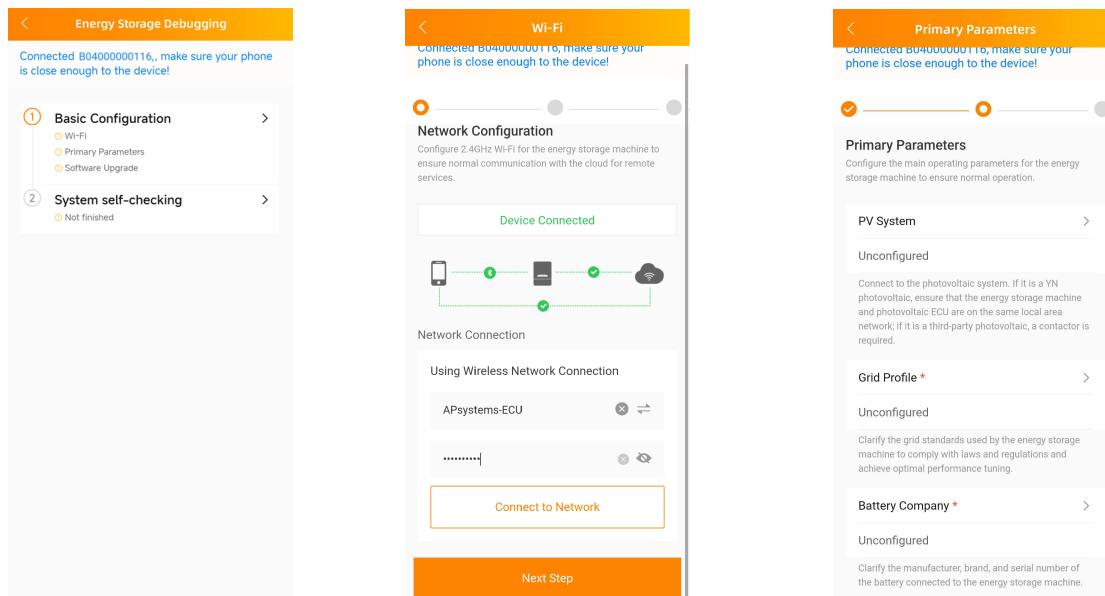 Energy Storage Debugging
Connected B04000000116,, make sure your phone
is close enough to the device!
1
Basic Configuration
Wi-Fi
Primary Parameters
Software Upgrade
2
System self-checking
Not finished
Wi-Fi
Connected B04000000116, make sure your
phone is close enough to the device!
Network Configuration
Configure 2.4GHz Wi-Fi for the energy storage machine to
ensure normal communication with the cloud for remote
services.
Device Connected
Network Connection
Using Wireless Network Connection
APsystems-ECU
••••••••••
Connect to Network
Next Step
Primary Parameters
Connected B04000000116, make sure your
phone is close enough to the device!
Primary Parameters
Configure the main operating parameters for the energy
storage machine to ensure normal operation.
PV System
Unconfigured
Connect to the photovoltaic system. If it is a YN
photovoltaic, ensure that the energy storage machine
and photovoltaic ECU are on the same local area
network; if it is a third-party photovoltaic, a contactor is
required.
Grid Profile *
Unconfigured
Clarify the grid standards used by the energy storage
machine to comply with laws and regulations and
achieve optimal performance tuning.
Battery Company *
Unconfigured
Clarify the manufacturer, brand, and serial number of
the battery connected to the energy storage machine.